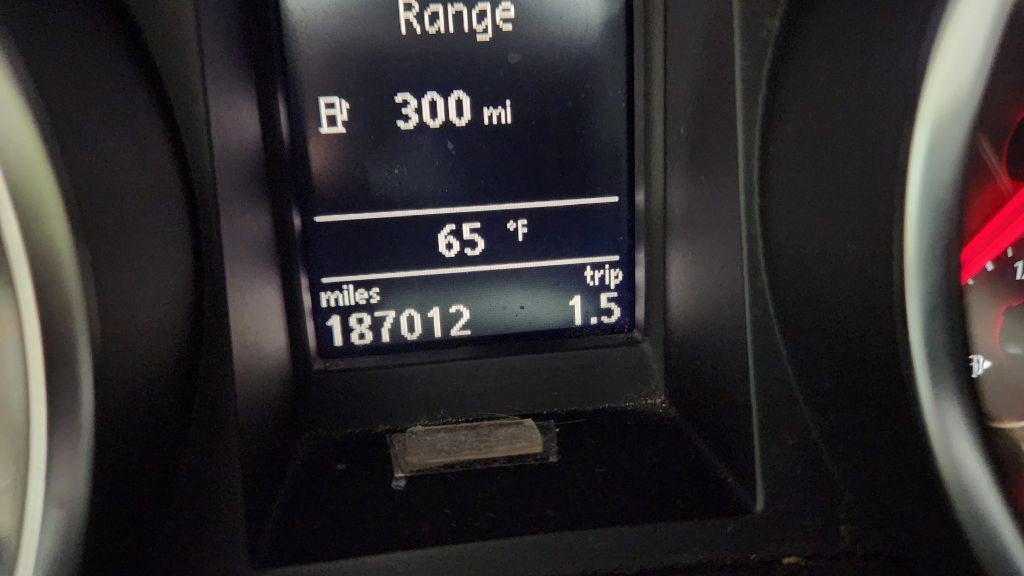 Range
300 mi
65 °F
miles trip
187012 1.5